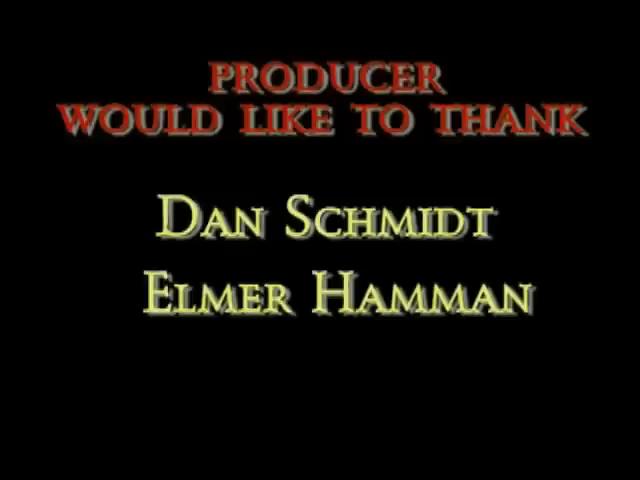 PRODUCER
WOULD LIKE TO THANK
DAN SCHMIDT
ELMER HAMMAN